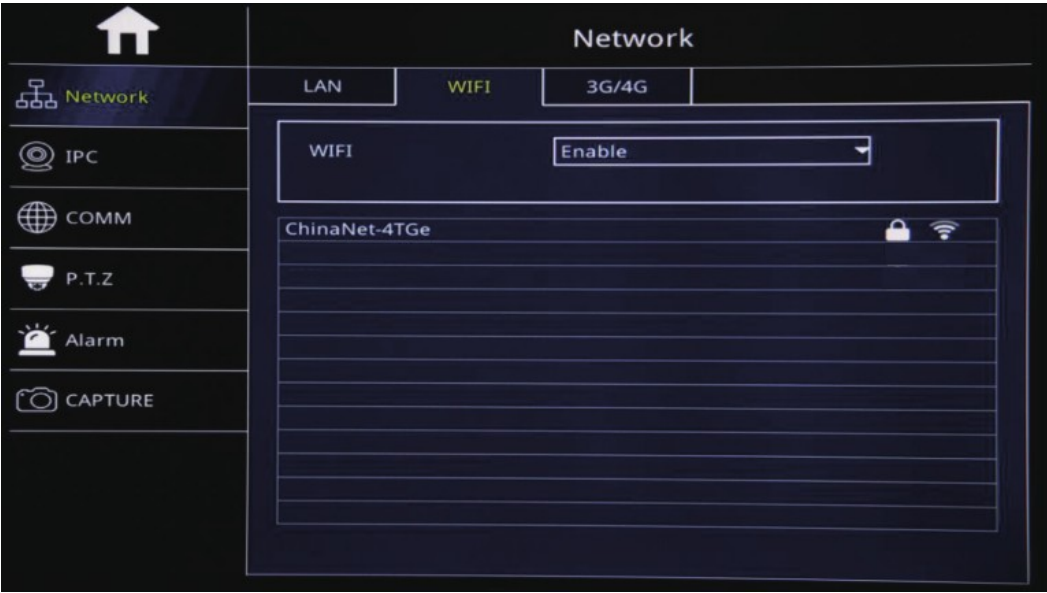 Network
Network
LAN WIFI 3G/4G
WIFI Enable
ChinaNet-4TGe
IPC
COMM
P.T.Z
Alarm
CAPTURE